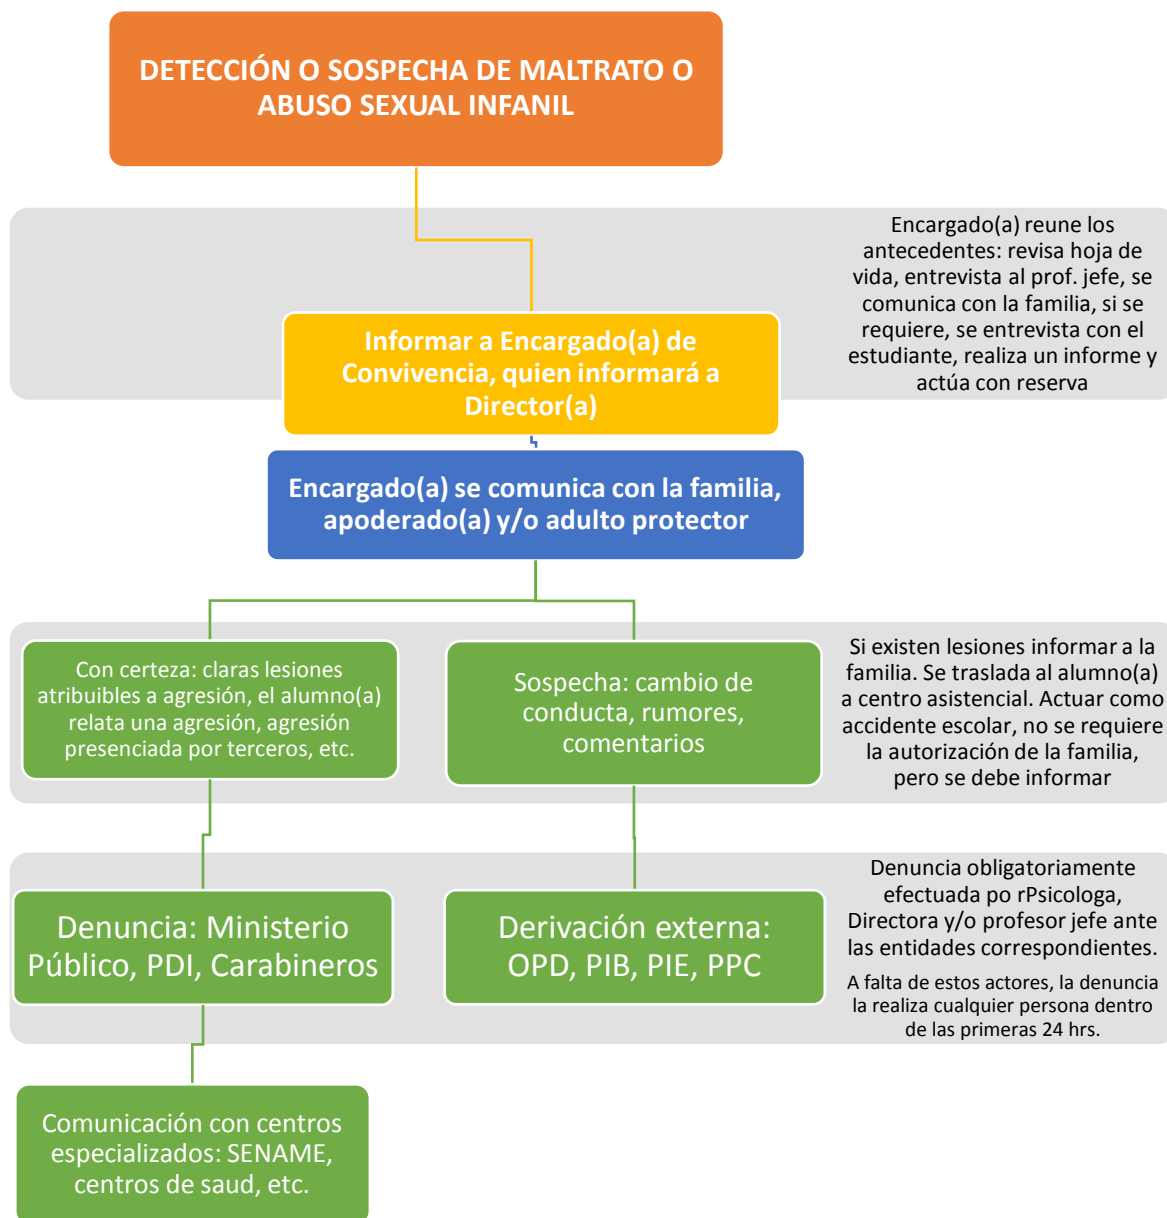 DETECCIÓN O SOSPECHA DE MALTRATO O
ABUSO SEXUAL INFANIL
Encargado(a) reune los
antecedentes: revisa hoja de
vida, entrevista al prof. jefe, se
comunica con la familia, si se
requiere, se entrevista con el
estudiante, realiza un informe y
actúa con reserva
Informar a Encargado(a) de
Convivencia, quien informará a
Director(a)
Encargado(a) se comunica con la familia,
apoderado(a) y/o adulto protector
Con certeza: claras lesiones
atribuibles a agresión, el alumno(a)
relata una agresión, agresión
presenciada por terceros, etc.
Sospecha: cambio de
conducta, rumores,
comentarios
Si existen lesiones informar a la
familia. Se traslada al alumno(a)
a centro asistencial. Actuar como
accidente escolar, no se requiere
la autorización de la familia,
pero se debe informar
Denuncia: Ministerio
Público, PDI, Carabineros
Derivación externa:
OPD, PIB, PIE, PPC
Denuncia obligatoriamente
efectuada po rPsicologa,
Directora y/o profesor jefe ante
las entidades correspondientes.
A falta de estos actores, la denuncia
la realiza cualquier persona dentro
de las primeras 24 hrs.
Comunicación con centros
especializados: SENAME,
centros de saud, etc.